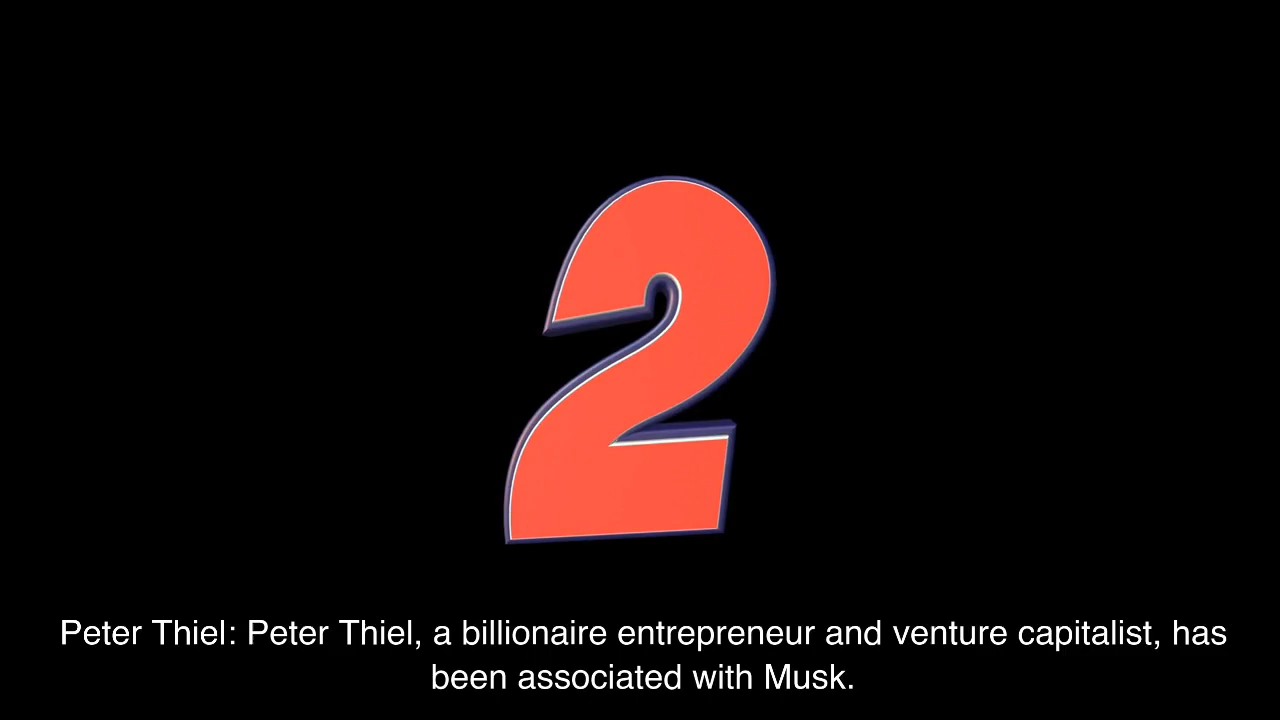 2
Peter Thiel: Peter Thiel, a billionaire entrepreneur and venture capitalist, has
been associated with Musk.